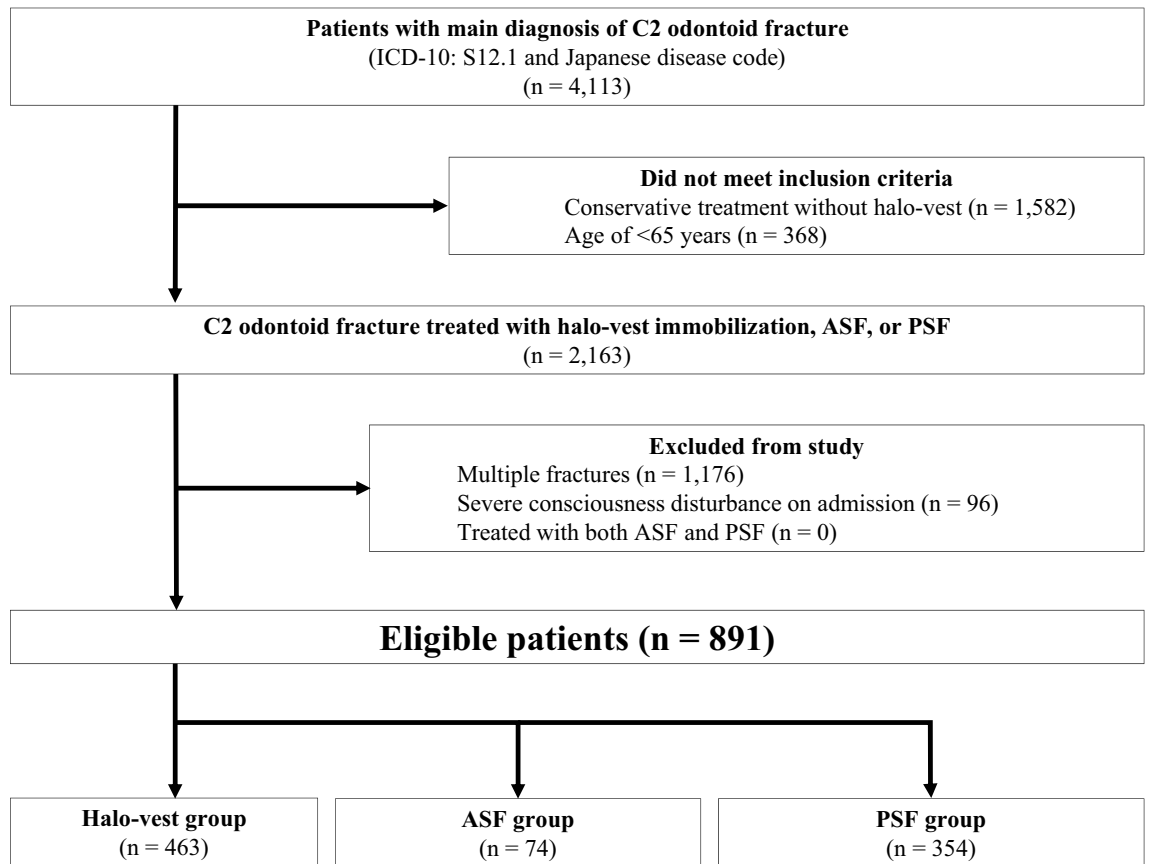 Patients with main diagnosis of C2 odontoid fracture
(ICD-10: S12.1 and Japanese disease code)
(n = 4,113)
Did not meet inclusion criteria
Conservative treatment without halo-vest (n = 1,582)
Age of <65 years (n = 368)
C2 odontoid fracture treated with halo-vest immobilization, ASF, or PSF
(n = 2,163)
Excluded from study
Multiple fractures (n = 1,176)
Severe consciousness disturbance on admission (n = 96)
Treated with both ASF and PSF (n = 0)
Eligible patients (n = 891)
Halo-vest group
(n = 463)
ASF group
(n = 74)
PSF group
(n = 354)